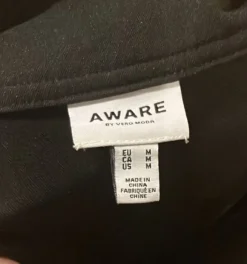 AWARE
BY VERO MODA
EU M
CA M
US M
MADE IN
CHINA
FABRIQUÉ EN
CHINE